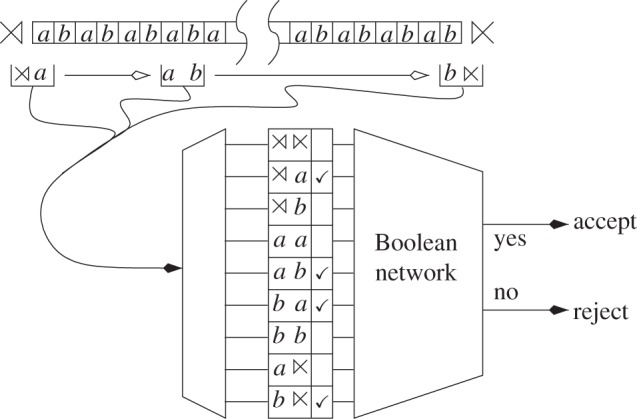 ⋊ a b a b a b a b a a b a b a b a b ⋉
⋊ a a b b ⋉
⋊ ⋉
⋊ a ✓
⋊ b
a a
a b ✓
b a ✓
b b
a ⋉
b ⋉ ✓
Boolean
network
yes
accept
no
reject